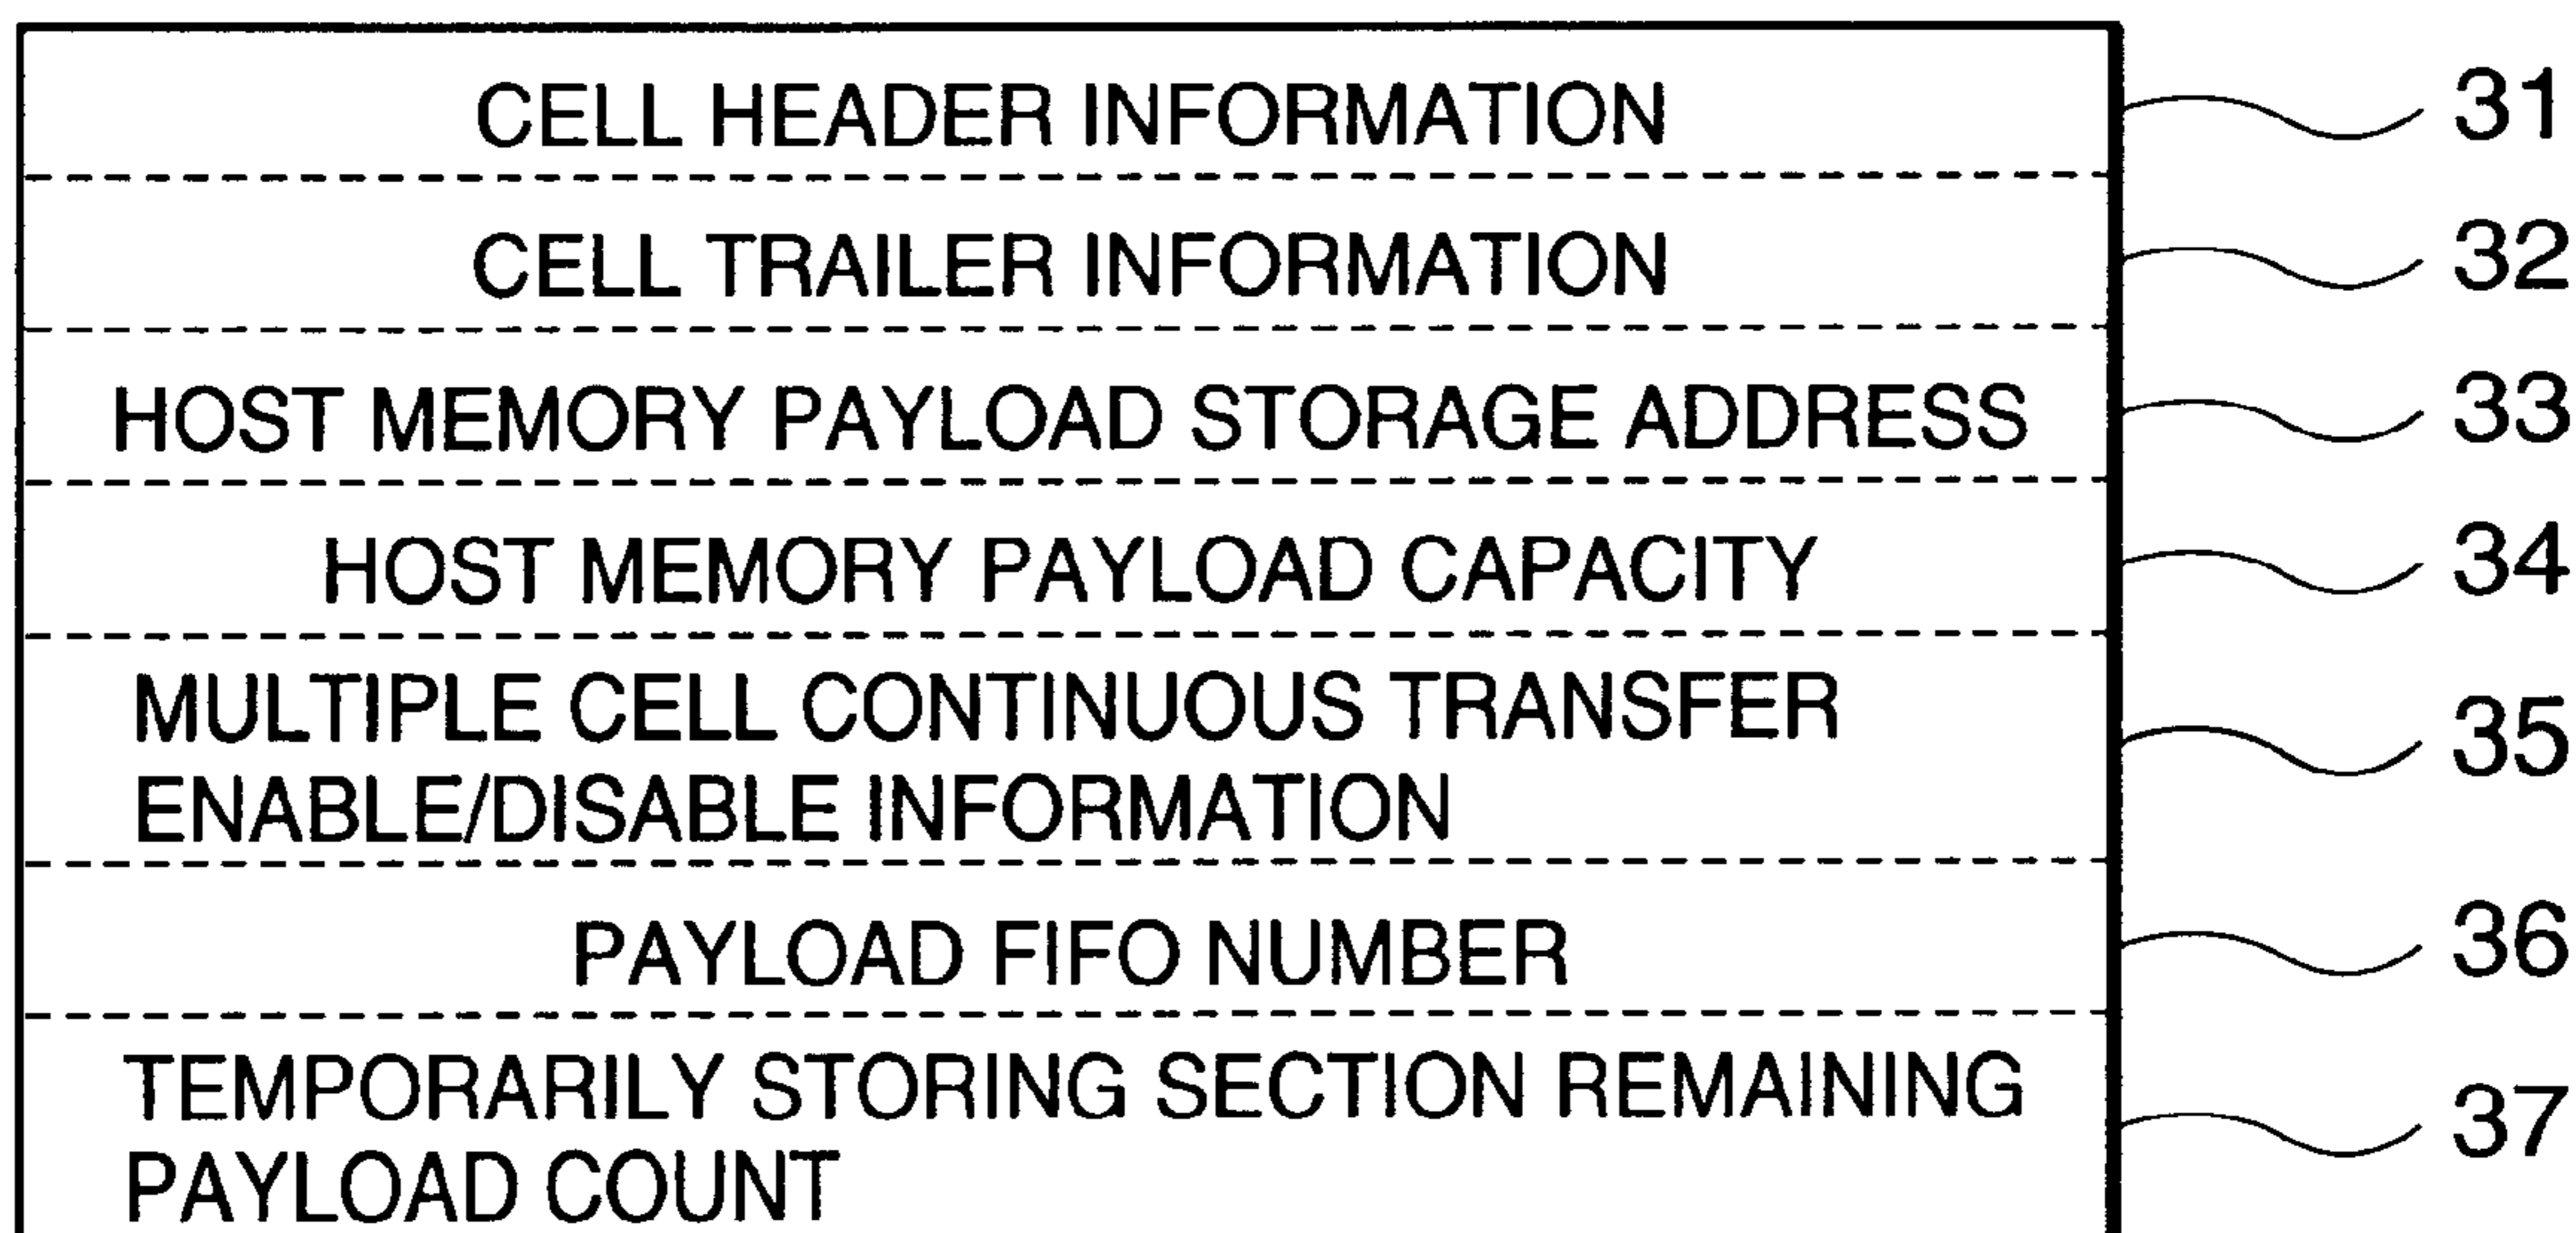 CELL HEADER INFORMATION 31
CELL TRAILER INFORMATION 32
HOST MEMORY PAYLOAD STORAGE ADDRESS 33
HOST MEMORY PAYLOAD CAPACITY 34
MULTIPLE CELL CONTINUOUS TRANSFER
ENABLE/DISABLE INFORMATION 35
PAYLOAD FIFO NUMBER 36
TEMPORARILY STORING SECTION REMAINING
PAYLOAD COUNT 37